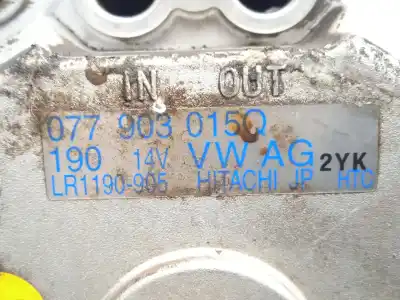 IN OUT
077 903 015Q
190 14V VW AG 2YK
LR1190-905 HITACHI JP HTC